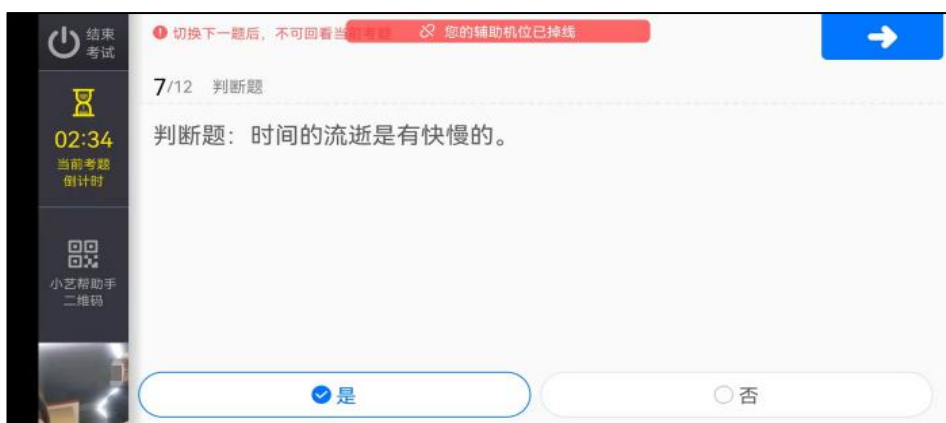 结束
考试
切换下一题后，不可回看当前考题
您的辅助机位已掉线
7/12 判断题
02:34
当前考题
倒计时
判断题：时间的流逝是有快慢的。
小艺帮助手
二维码
是
否